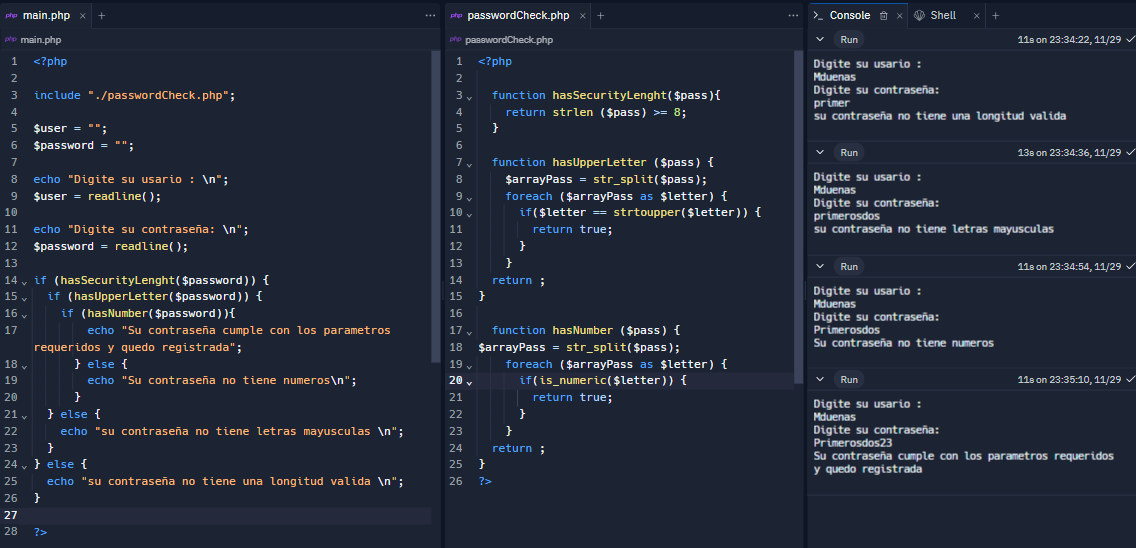 php main.php × + ...
php main.php
1 <?php
2
3 include "./passwordCheck.php";
4
5 $user = "";
6 $password = "";
7
8 echo "Digite su usario : \n";
9 $user = readline();
10
11 echo "Digite su contraseña: \n";
12 $password = readline();
13
14 if (hasSecurityLenght($password)) {
15 if (hasUpperLetter($password)) {
16 if (hasNumber($password)){
17 echo "Su contraseña cumple con los parametros
requeridos y quedo registrada";
18 } else {
19 echo "Su contraseña no tiene numeros\n";
20 }
21 } else {
22 echo "su contraseña no tiene letras mayusculas \n";
23 }
24 } else {
25 echo "su contraseña no tiene una longitud valida \n";
26 }
27
28 ?>
php passwordCheck.php × + ...
php passwordCheck.php
1 <?php
2
3 function hasSecurityLenght($pass){
4 return strlen ($pass) >= 8;
5 }
6
7 function hasUpperLetter ($pass) {
8 $arrayPass = str_split($pass);
9 foreach ($arrayPass as $letter) {
10 if($letter == strtoupper($letter)) {
11 return true;
12 }
13 }
14 return ;
15 }
16
17 function hasNumber ($pass) {
18 $arrayPass = str_split($pass);
19 foreach ($arrayPass as $letter) {
20 if(is_numeric($letter)) {
21 return true;
22 }
23 }
24 return ;
25 }
26 ?>
>_ Console × Shell × +
Run 11s on 23:34:22, 11/29
Digite su usario :
Mduenas
Digite su contraseña:
primer
su contraseña no tiene una longitud valida
Run 13s on 23:34:36, 11/29
Digite su usario :
Mduenas
Digite su contraseña:
primerosdos
su contraseña no tiene letras mayusculas
Run 11s on 23:34:54, 11/29
Digite su usario :
Mduenas
Digite su contraseña:
Primerosdos
Su contraseña no tiene numeros
Run 11s on 23:35:10, 11/29
Digite su usario :
Mduenas
Digite su contraseña:
Primerosdos23
Su contraseña cumple con los parametros requeridos
y quedo registrada